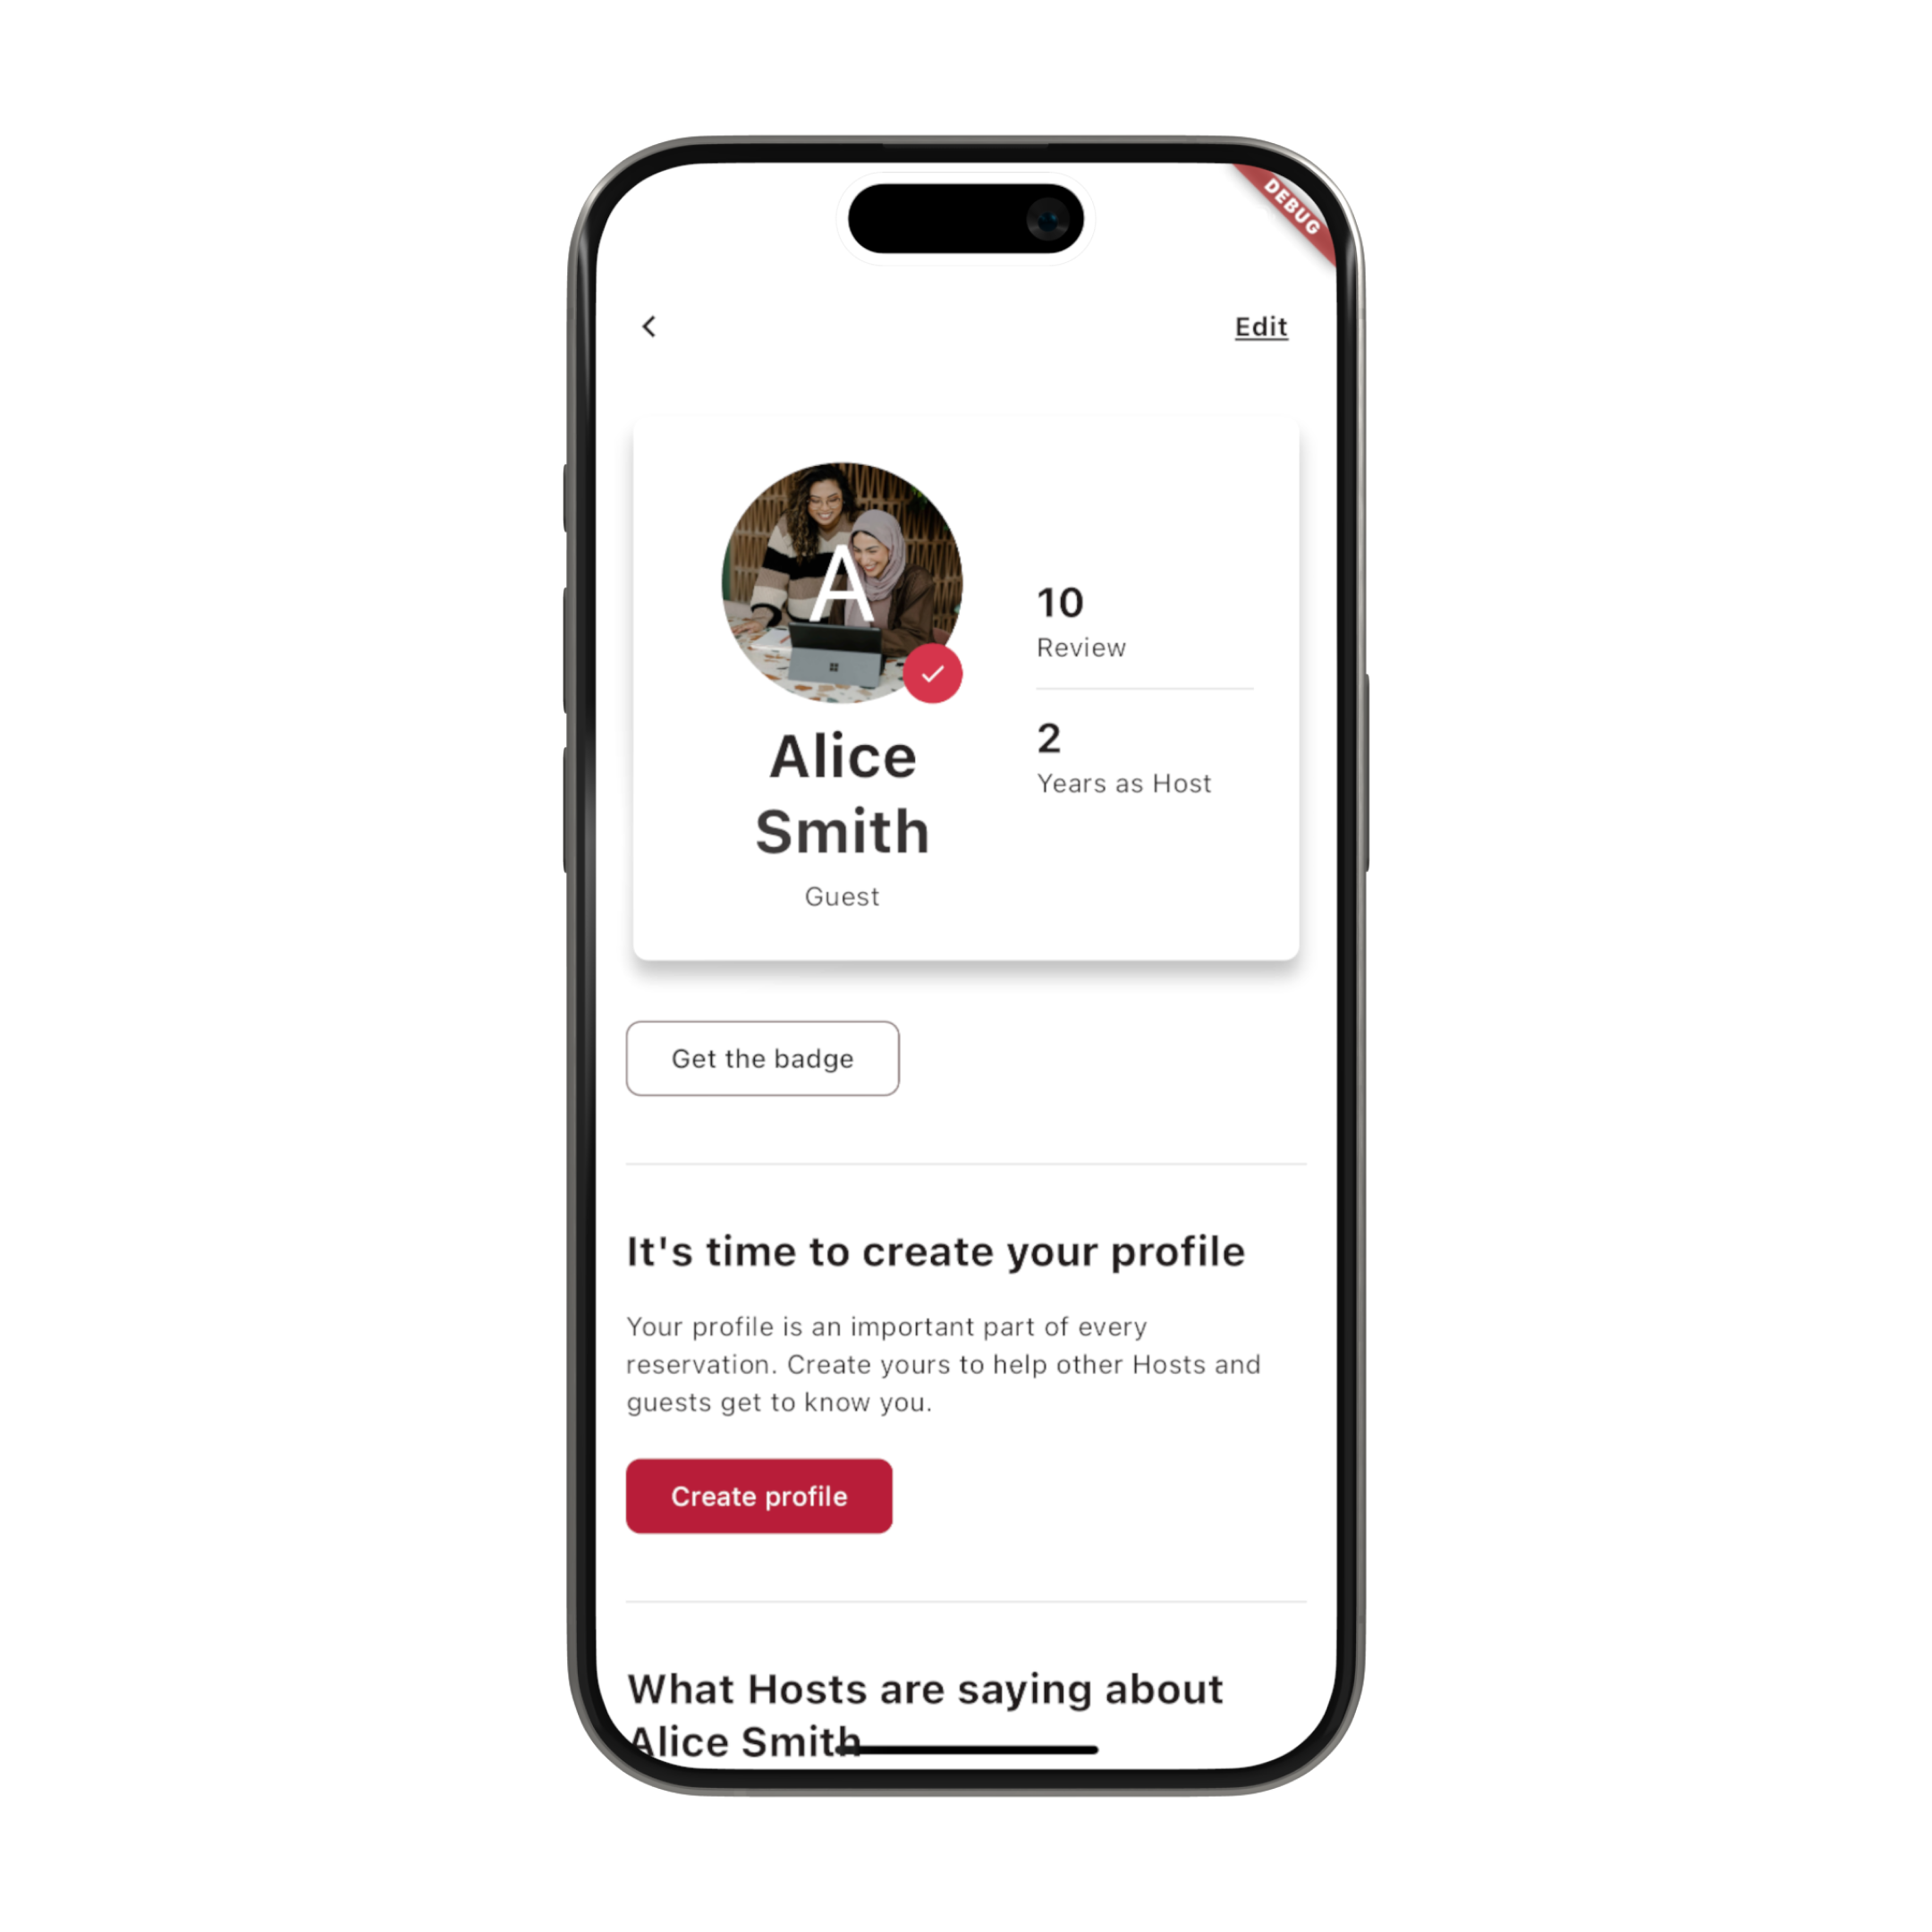 DEBUG
Edit
A
10
Review
2
Years as Host
Alice
Smith
Guest
Get the badge
It's time to create your profile
Your profile is an important part of every
reservation. Create yours to help other Hosts and
guests get to know you.
Create profile
What Hosts are saying about
Alice Smith